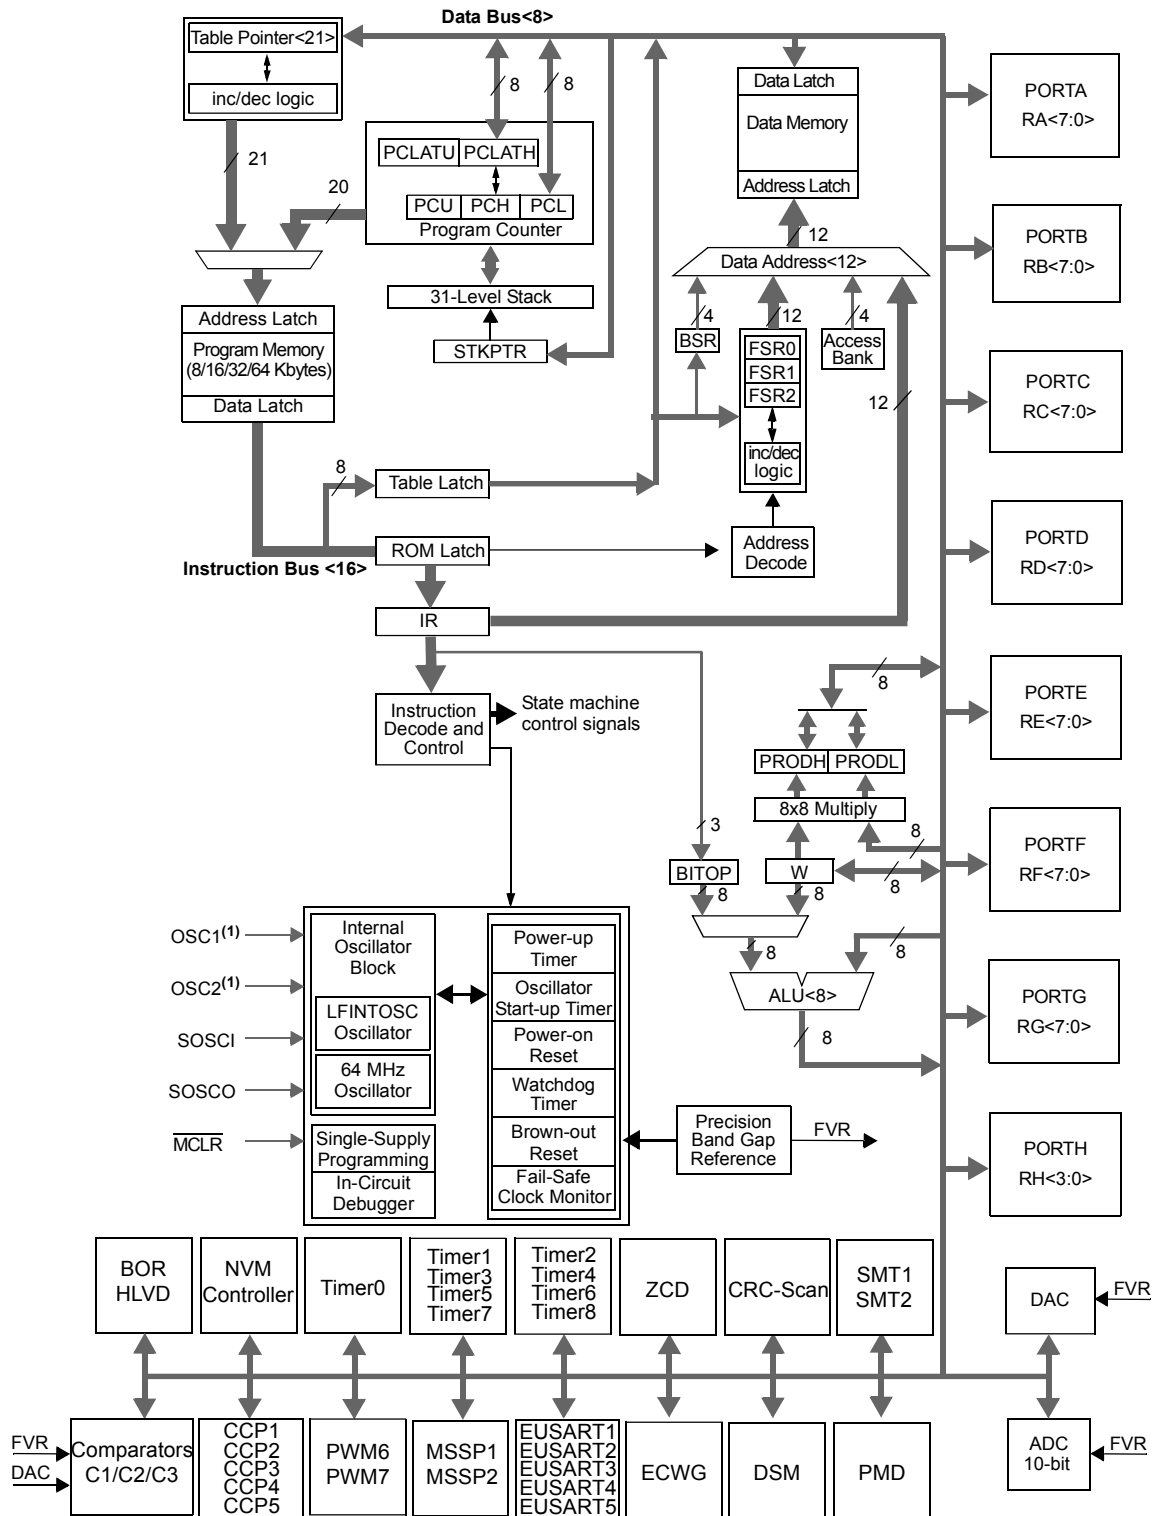 Data Bus<8>
Table Pointer<21>
inc/dec logic
21
20
8
8
PCLATU
PCLATH
PCU
PCH
PCL
Program Counter
31-Level Stack
STKPTR
Data Latch
Data Memory
Address Latch
12
Data Address<12>
4
12
4
BSR
FSR0
FSR1
FSR2
inc/dec
logic
Access
Bank
12
Address
Decode
Address Latch
Program Memory
(8/16/32/64 Kbytes)
Data Latch
8
Table Latch
ROM Latch
Instruction Bus <16>
IR
Instruction
Decode and
Control
State machine
control signals
8
PRODH
PRODL
8x8 Multiply
3
8
BITOP
W
8
8
8
8
8
ALU<8>
8
PORTA
RA<7:0>
PORTB
RB<7:0>
PORTC
RC<7:0>
PORTD
RD<7:0>
PORTE
RE<7:0>
PORTF
RF<7:0>
PORTG
RG<7:0>
PORTH
RH<3:0>
OSC1(1)
OSC2(1)
SOSCI
SOSCO
MCLR
Internal
Oscillator
Block
LFINTOSC
Oscillator
64 MHz
Oscillator
Single-Supply
Programming
In-Circuit
Debugger
Power-up
Timer
Oscillator
Start-up Timer
Power-on
Reset
Watchdog
Timer
Brown-out
Reset
Fail-Safe
Clock Monitor
Precision
Band Gap
Reference
FVR
BOR
HLVD
NVM
Controller
Timer0
Timer1
Timer3
Timer5
Timer7
Timer2
Timer4
Timer6
Timer8
ZCD
CRC-Scan
SMT1
SMT2
DAC
FVR
FVR
DAC
Comparators
C1/C2/C3
CCP1
CCP2
CCP3
CCP4
CCP5
PWM6
PWM7
MSSP1
MSSP2
EUSART1
EUSART2
EUSART3
EUSART4
EUSART5
ECWG
DSM
PMD
ADC
10-bit
FVR